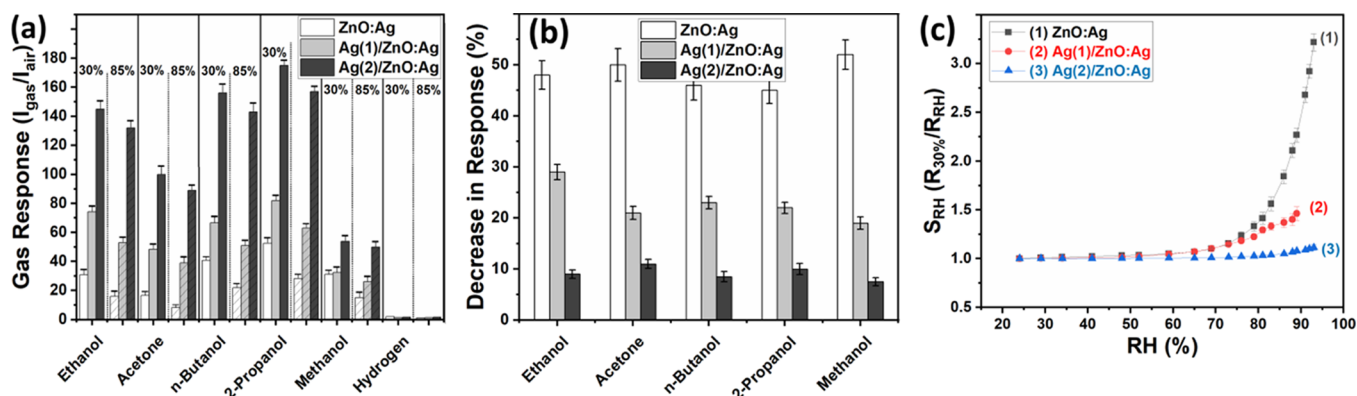 (a)
Gas Response (I_gas/I_air)
180
160
140
120
100
80
60
40
20
0
ZnO:Ag
Ag(1)/ZnO:Ag
Ag(2)/ZnO:Ag
30% 85% 30% 85% 30% 85% 30% 85% 30% 85% 30% 85%
Ethanol
Acetone
n-Butanol
2-Propanol
Methanol
Hydrogen
(b)
Decrease in Response (%)
50
40
30
20
10
0
ZnO:Ag
Ag(1)/ZnO:Ag
Ag(2)/ZnO:Ag
Ethanol
Acetone
n-Butanol
2-Propanol
Methanol
(c)
S_RH (R_30%/R_RH)
3.0
2.5
2.0
1.5
1.0
0.5
(1) ZnO:Ag
(2) Ag(1)/ZnO:Ag
(3) Ag(2)/ZnO:Ag
(1)
(2)
(3)
20 30 40 50 60 70 80 90 100
RH (%)